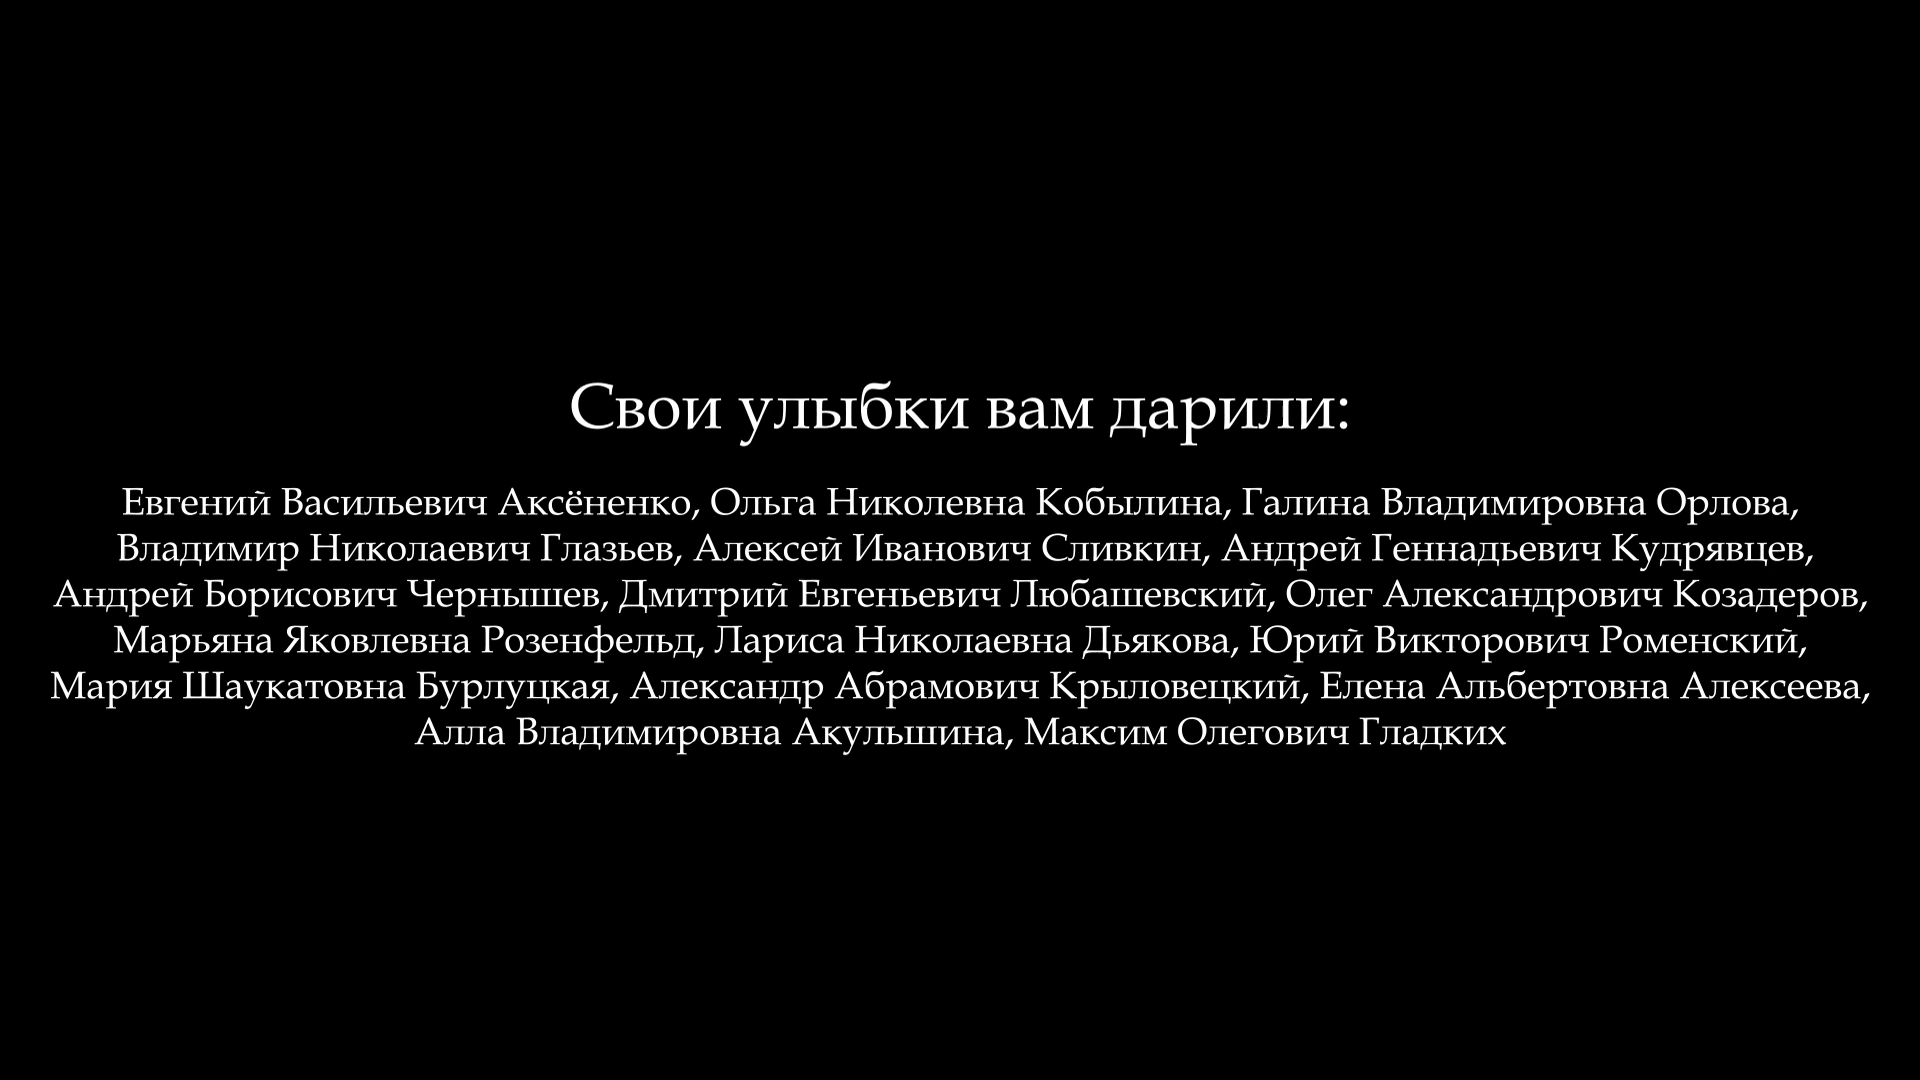 Свои улыбки вам дарили:
Евгений Васильевич Аксёненко, Ольга Николевна Кобылина, Галина Владимировна Орлова,
Владимир Николаевич Глазьев, Алексей Иванович Сливкин, Андрей Геннадьевич Кудрявцев,
Андрей Борисович Чернышев, Дмитрий Евгеньевич Любашевский, Олег Александрович Козадеров,
Марьяна Яковлевна Розенфельд, Лариса Николаевна Дьякова, Юрий Викторович Роменский,
Мария Шаукатовна Бурлуцкая, Александр Абрамович Крыловецкий, Елена Альбертовна Алексеева,
Алла Владимировна Акульшина, Максим Олегович Гладких